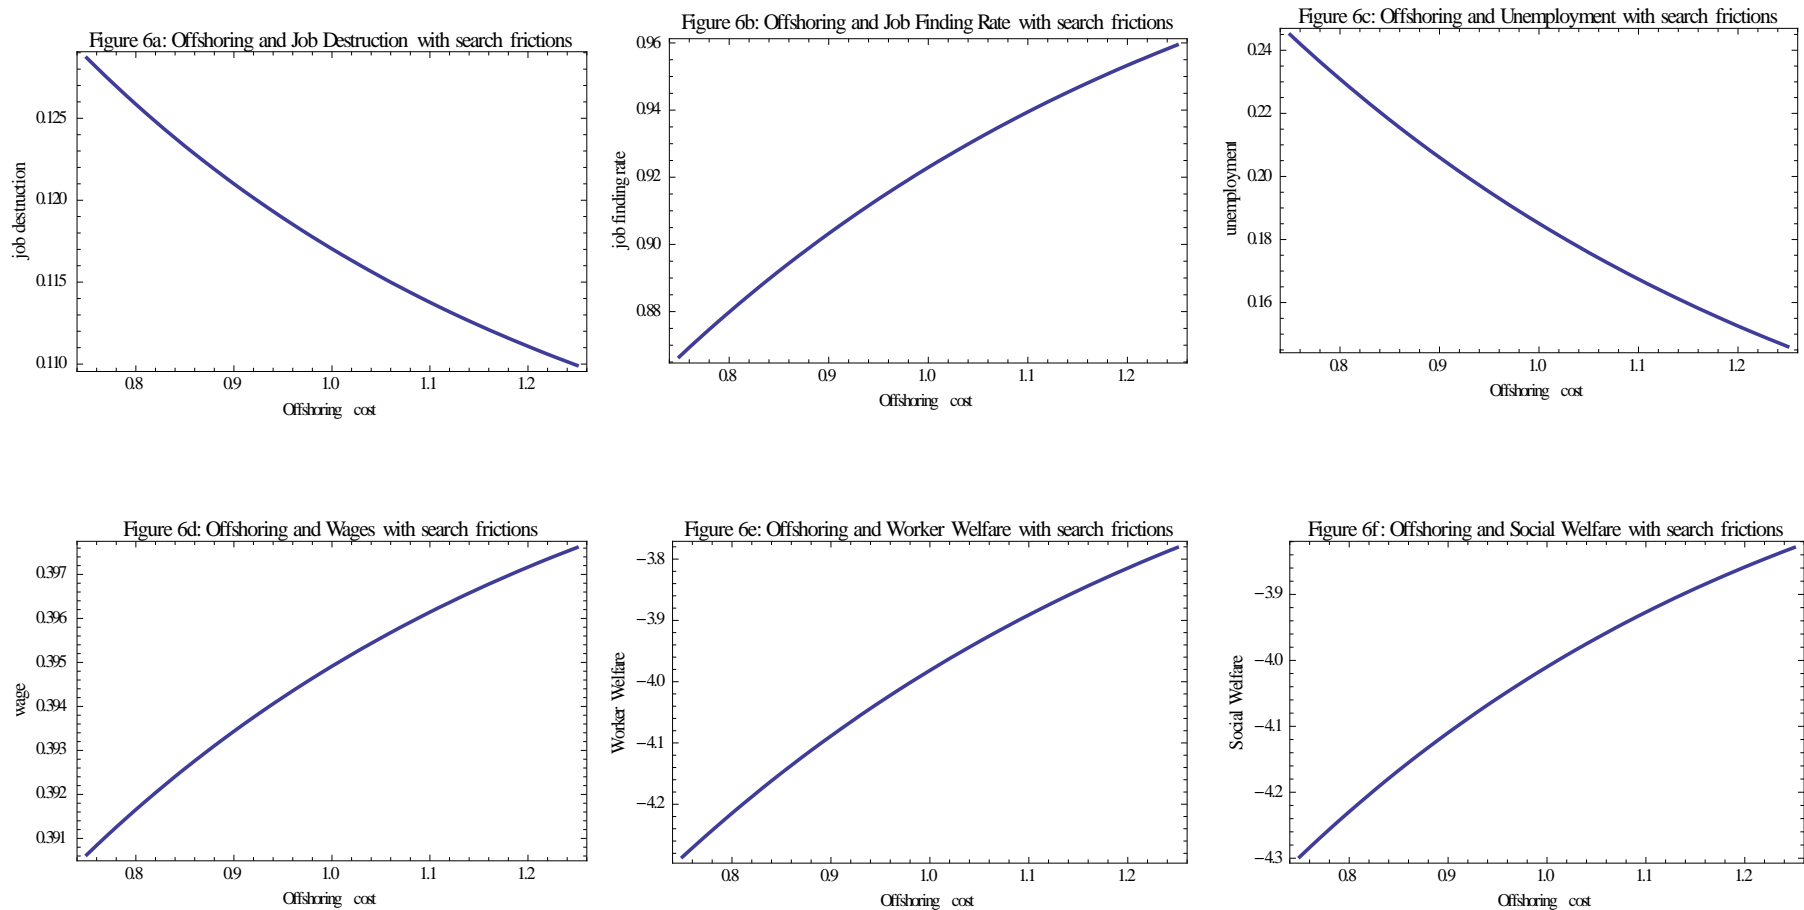 Figure 6a: Offshoring and Job Destruction with search frictions
job destruction
0.125
0.120
0.115
0.110
0.8 0.9 1.0 1.1 1.2
Offshoring cost
Figure 6b: Offshoring and Job Finding Rate with search frictions
job finding rate
0.96
0.94
0.92
0.90
0.88
0.8 0.9 1.0 1.1 1.2
Offshoring cost
Figure 6c: Offshoring and Unemployment with search frictions
unemployment
0.24
0.22
0.20
0.18
0.16
0.8 0.9 1.0 1.1 1.2
Offshoring cost
Figure 6d: Offshoring and Wages with search frictions
wage
0.397
0.396
0.395
0.394
0.393
0.392
0.391
0.8 0.9 1.0 1.1 1.2
Offshoring cost
Figure 6e: Offshoring and Worker Welfare with search frictions
Worker Welfare
−3.8
−3.9
−4.0
−4.1
−4.2
0.8 0.9 1.0 1.1 1.2
Offshoring cost
Figure 6f: Offshoring and Social Welfare with search frictions
Social Welfare
−3.9
−4.0
−4.1
−4.2
−4.3
0.8 0.9 1.0 1.1 1.2
Offshoring cost